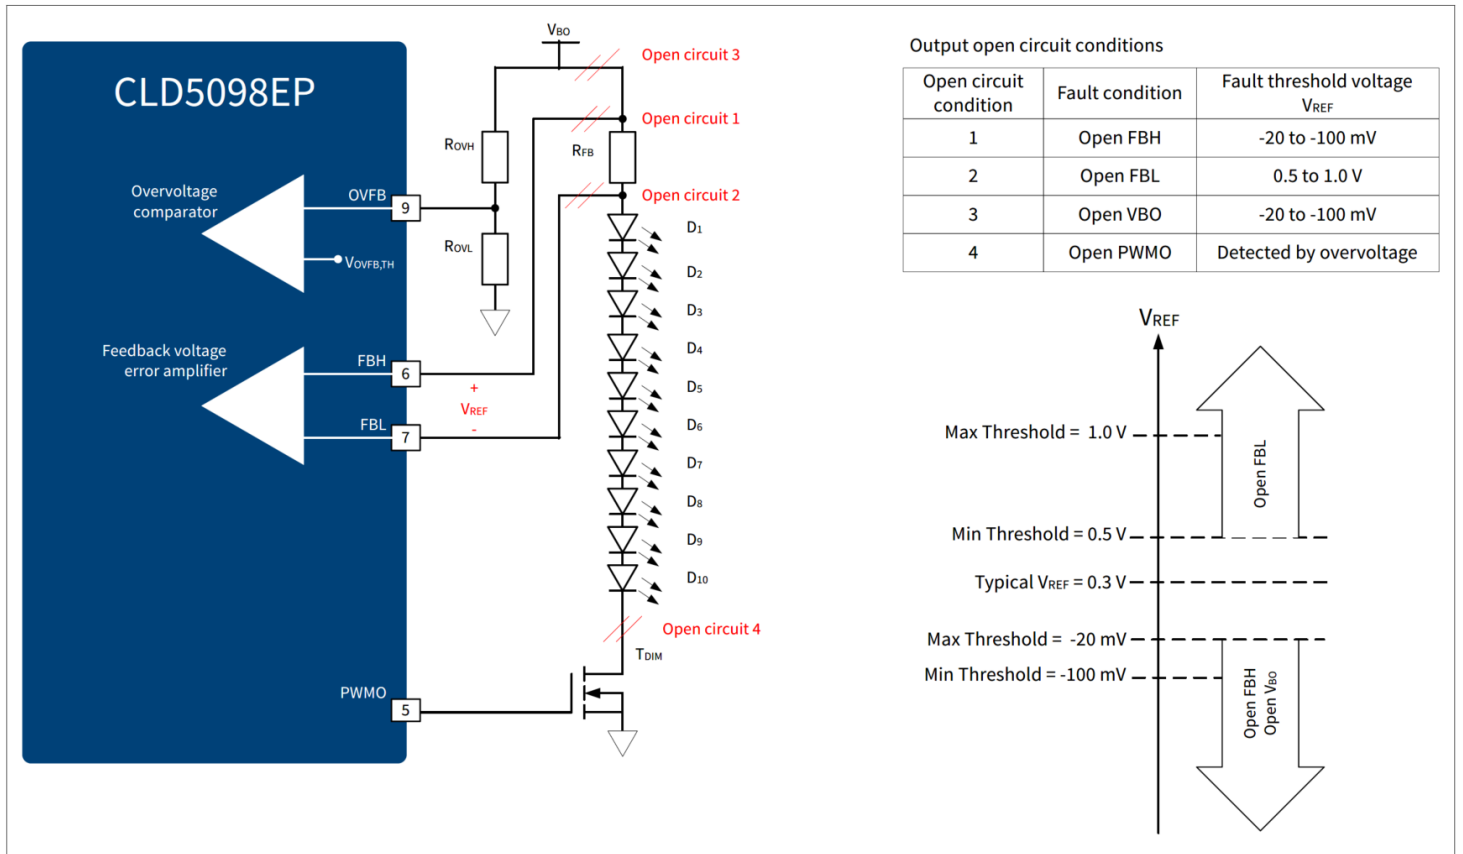 CLD5098EP
Overvoltage
comparator
OVFB
9
VOVFB,TH
Feedback voltage
error amplifier
FBH
6
FBL
7
PWMO
5
VBO
Open circuit 3
Open circuit 1
ROVH
RFB
Open circuit 2
ROVL
+
VREF
-
D1
D2
D3
D4
D5
D6
D7
D8
D9
D10
Open circuit 4
TDIM
Output open circuit conditions
Open circuit condition Fault condition Fault threshold voltage VREF
1 Open FBH -20 to -100 mV
2 Open FBL 0.5 to 1.0 V
3 Open VBO -20 to -100 mV
4 Open PWMO Detected by overvoltage
VREF
Max Threshold = 1.0 V
Open FBL
Min Threshold = 0.5 V
Typical VREF = 0.3 V
Max Threshold = -20 mV
Min Threshold = -100 mV
Open FBH
Open VBO